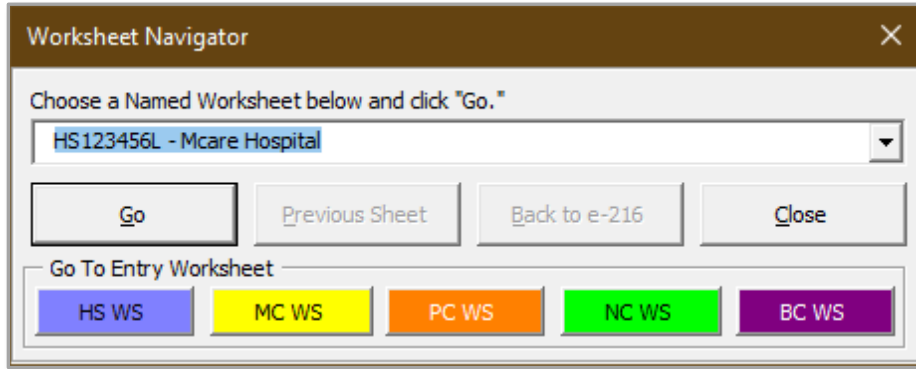 Worksheet Navigator
Choose a Named Worksheet below and click "Go."
HS123456L - Mcare Hospital
Go Previous Sheet Back to e-216 Close
Go To Entry Worksheet
HS WS MC WS PC WS NC WS BC WS